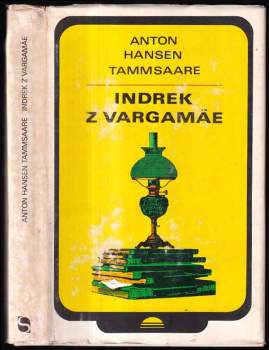 ANTON HANSEN TAMMSAARE INDREK Z VARGAMÄE
S
ANTON
HANSEN
TAMMSAARE
INDREK
Z VARGAMÄE